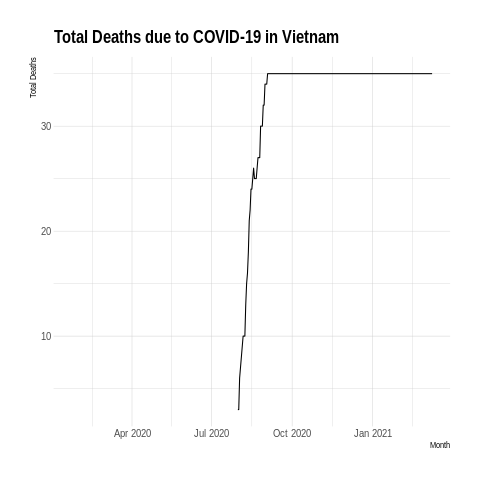 Total Deaths due to COVID-19 in Vietnam
Total Deaths
30
20
10
Apr 2020
Jul 2020
Oct 2020
Jan 2021
Month